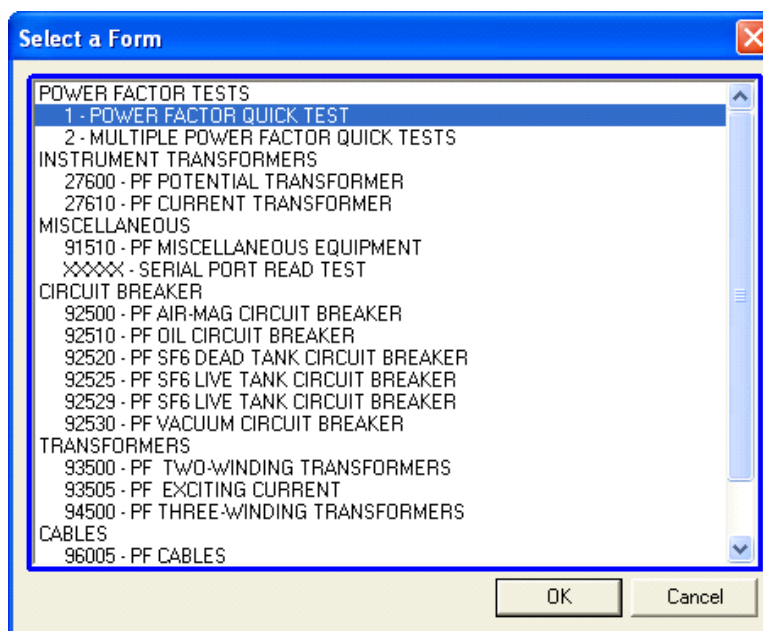 Select a Form
POWER FACTOR TESTS
1 - POWER FACTOR QUICK TEST
2 - MULTIPLE POWER FACTOR QUICK TESTS
INSTRUMENT TRANSFORMERS
27600 - PF POTENTIAL TRANSFORMER
27610 - PF CURRENT TRANSFORMER
MISCELLANEOUS
91510 - PF MISCELLANEOUS EQUIPMENT
XXXXX - SERIAL PORT READ TEST
CIRCUIT BREAKER
92500 - PF AIR-MAG CIRCUIT BREAKER
92510 - PF OIL CIRCUIT BREAKER
92520 - PF SF6 DEAD TANK CIRCUIT BREAKER
92525 - PF SF6 LIVE TANK CIRCUIT BREAKER
92529 - PF SF6 LIVE TANK CIRCUIT BREAKER
92530 - PF VACUUM CIRCUIT BREAKER
TRANSFORMERS
93500 - PF  TWO-WINDING TRANSFORMERS
93505 - PF  EXCITING CURRENT
94500 - PF THREE-WINDING TRANSFORMERS
CABLES
96005 - PF CABLES
OK Cancel